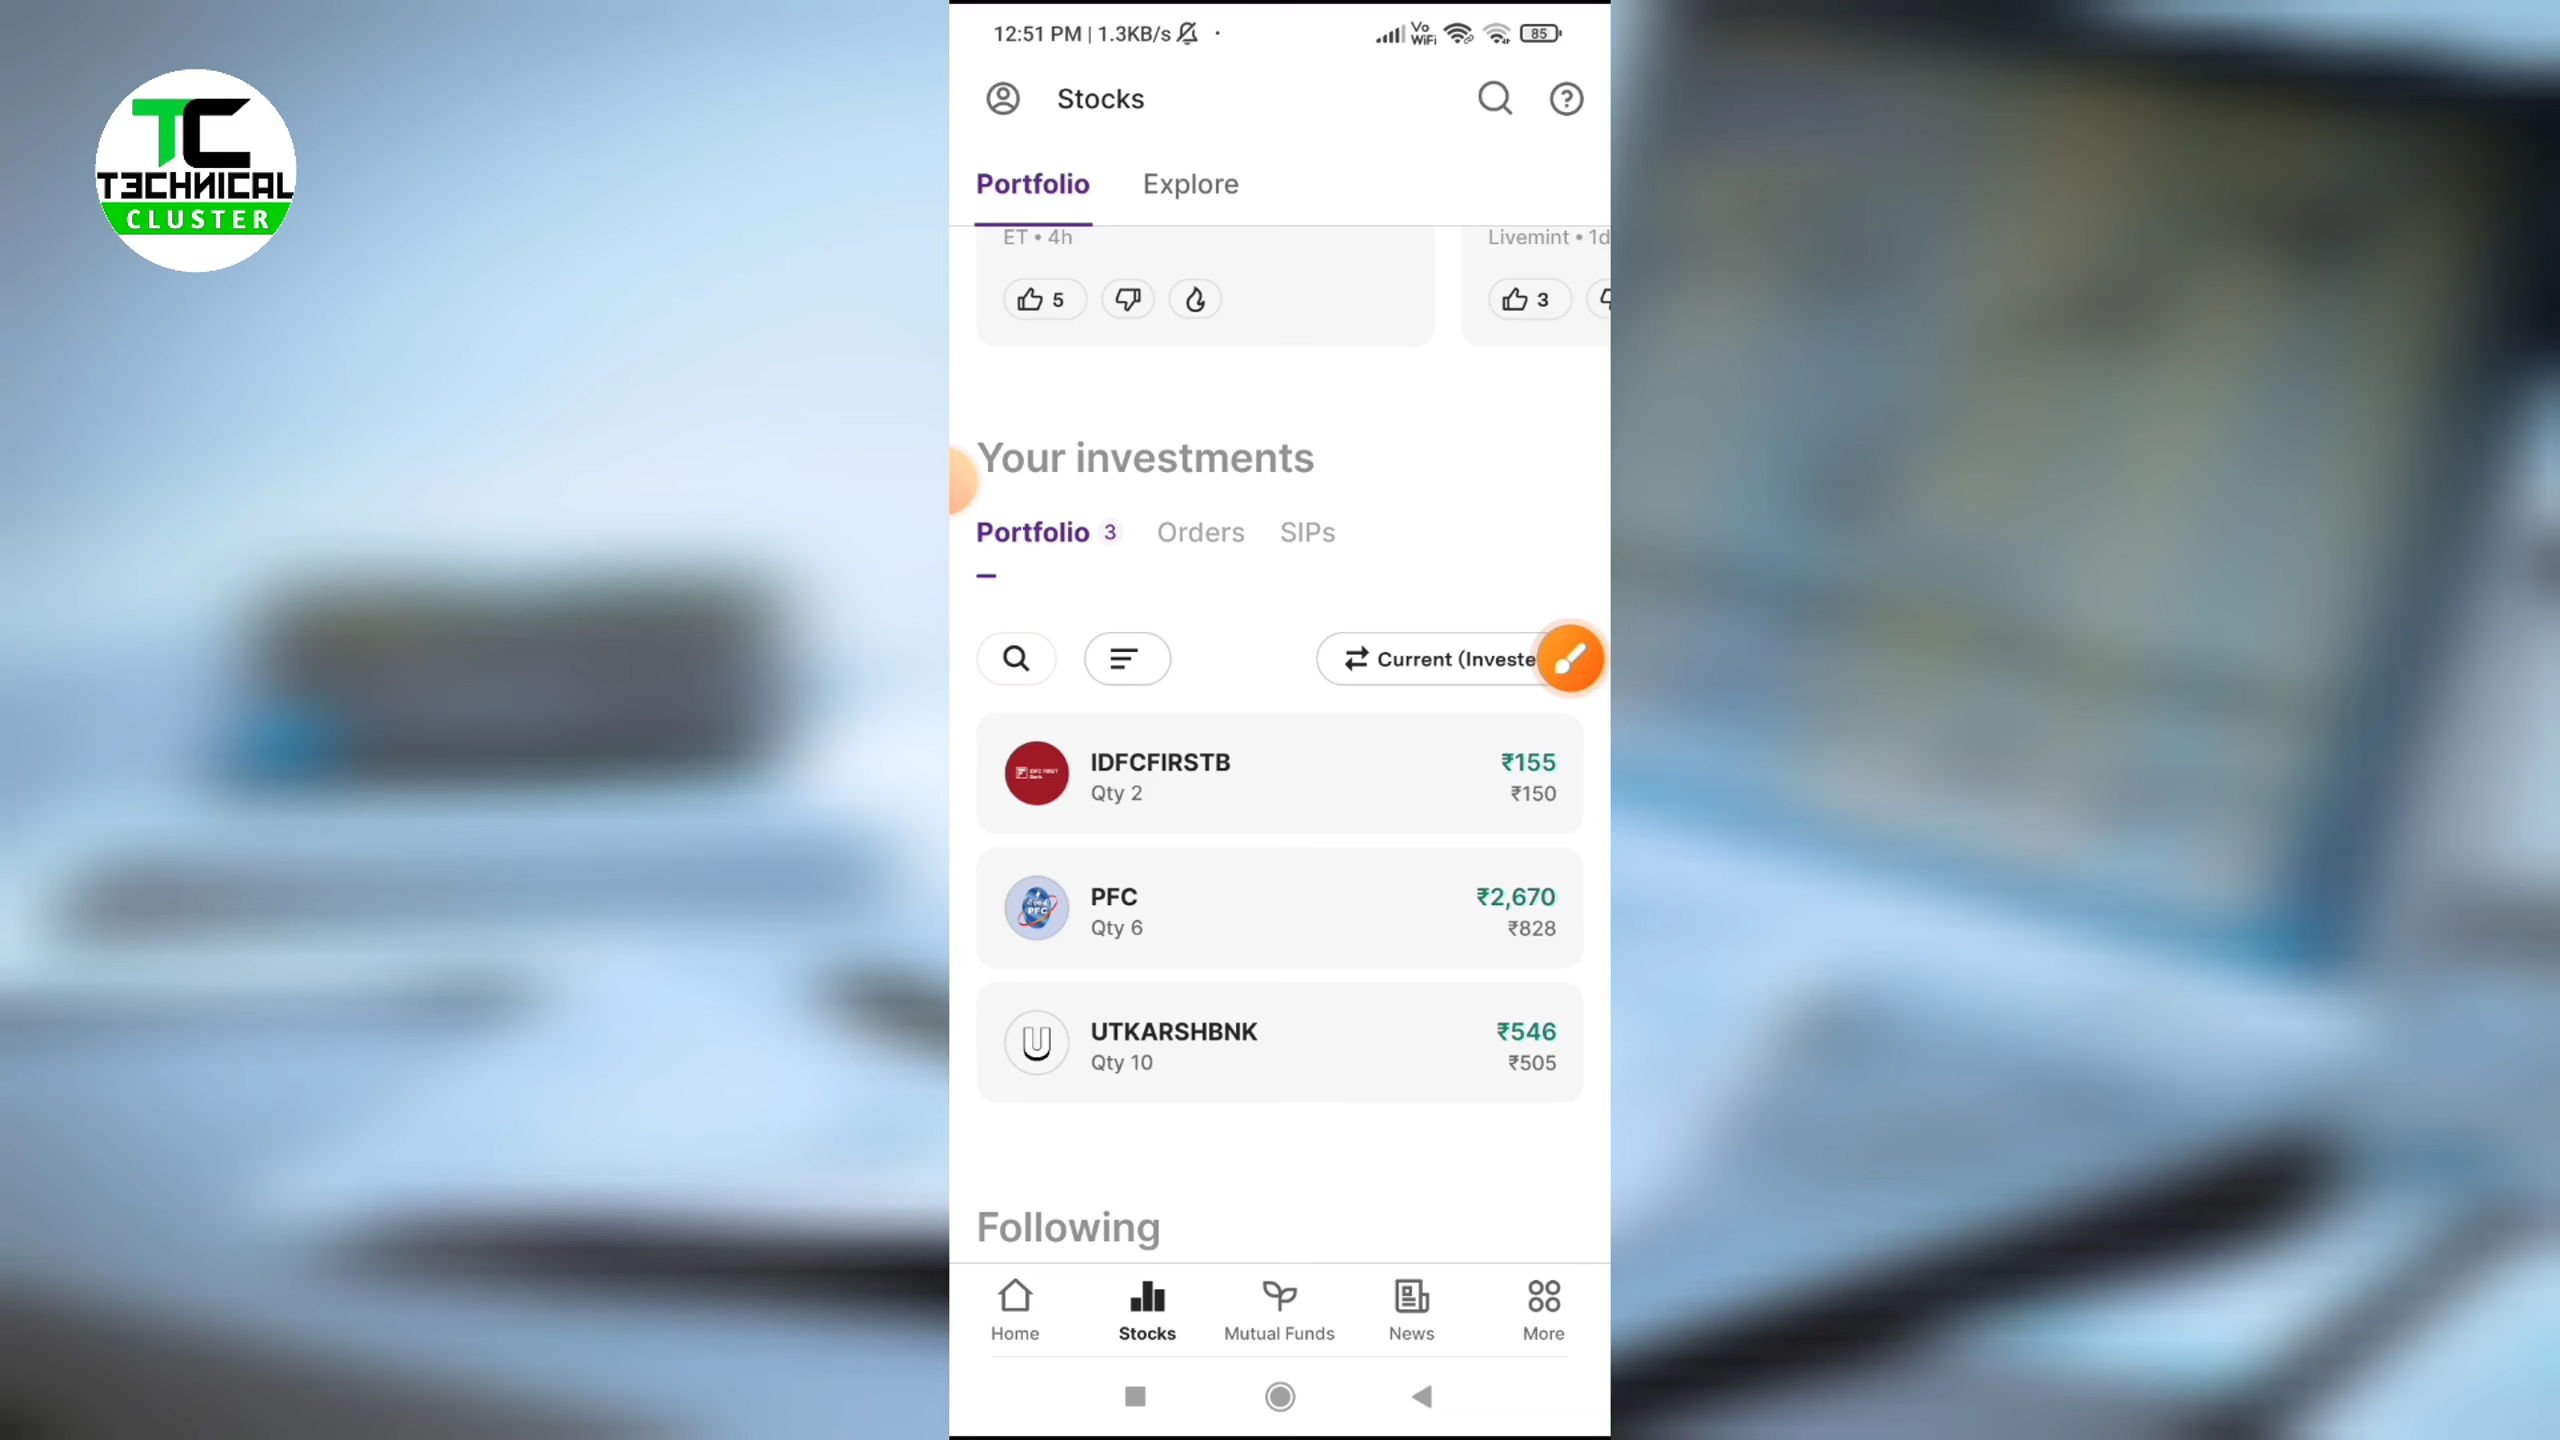 TC
TECHNICAL
CLUSTER
12:51 PM | 1.3KB/s
Vo
WiFi
85
Stocks
Portfolio
Explore
ET • 4h
Livemint • 1d
5
3
Your investments
Portfolio 3
Orders
SIPs
Current (Investe
IDFCFIRSTB
₹155
Qty 2
₹150
PFC
₹2,670
Qty 6
₹828
UTKARSHBNK
₹546
Qty 10
₹505
Following
Home
Stocks
Mutual Funds
News
More